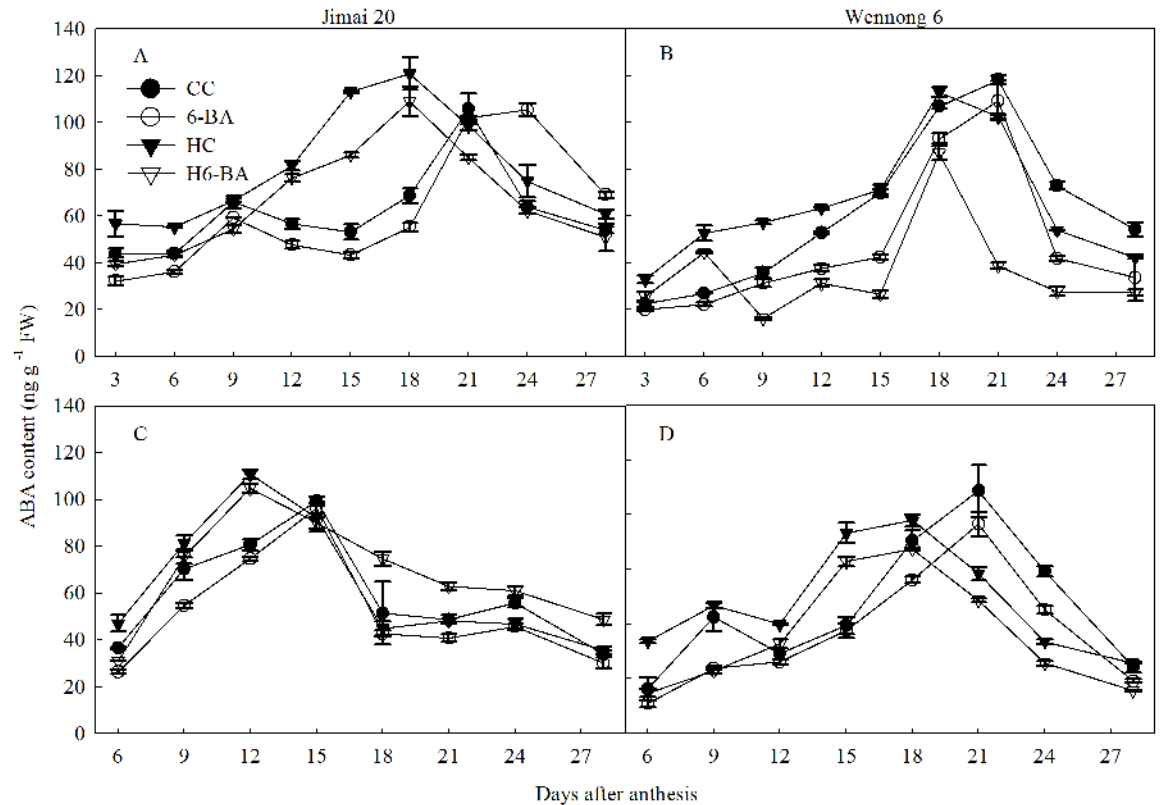 Jimai 20
Wennong 6
140
120
100
80
60
40
20
0
A
CC
6-BA
HC
H6-BA
B
3 6 9 12 15 18 21 24 27
3 6 9 12 15 18 21 24 27
140
120
100
80
60
40
20
0
C
D
6 9 12 15 18 21 24 27
6 9 12 15 18 21 24 27
ABA content (ng g⁻¹ FW)
Days after anthesis